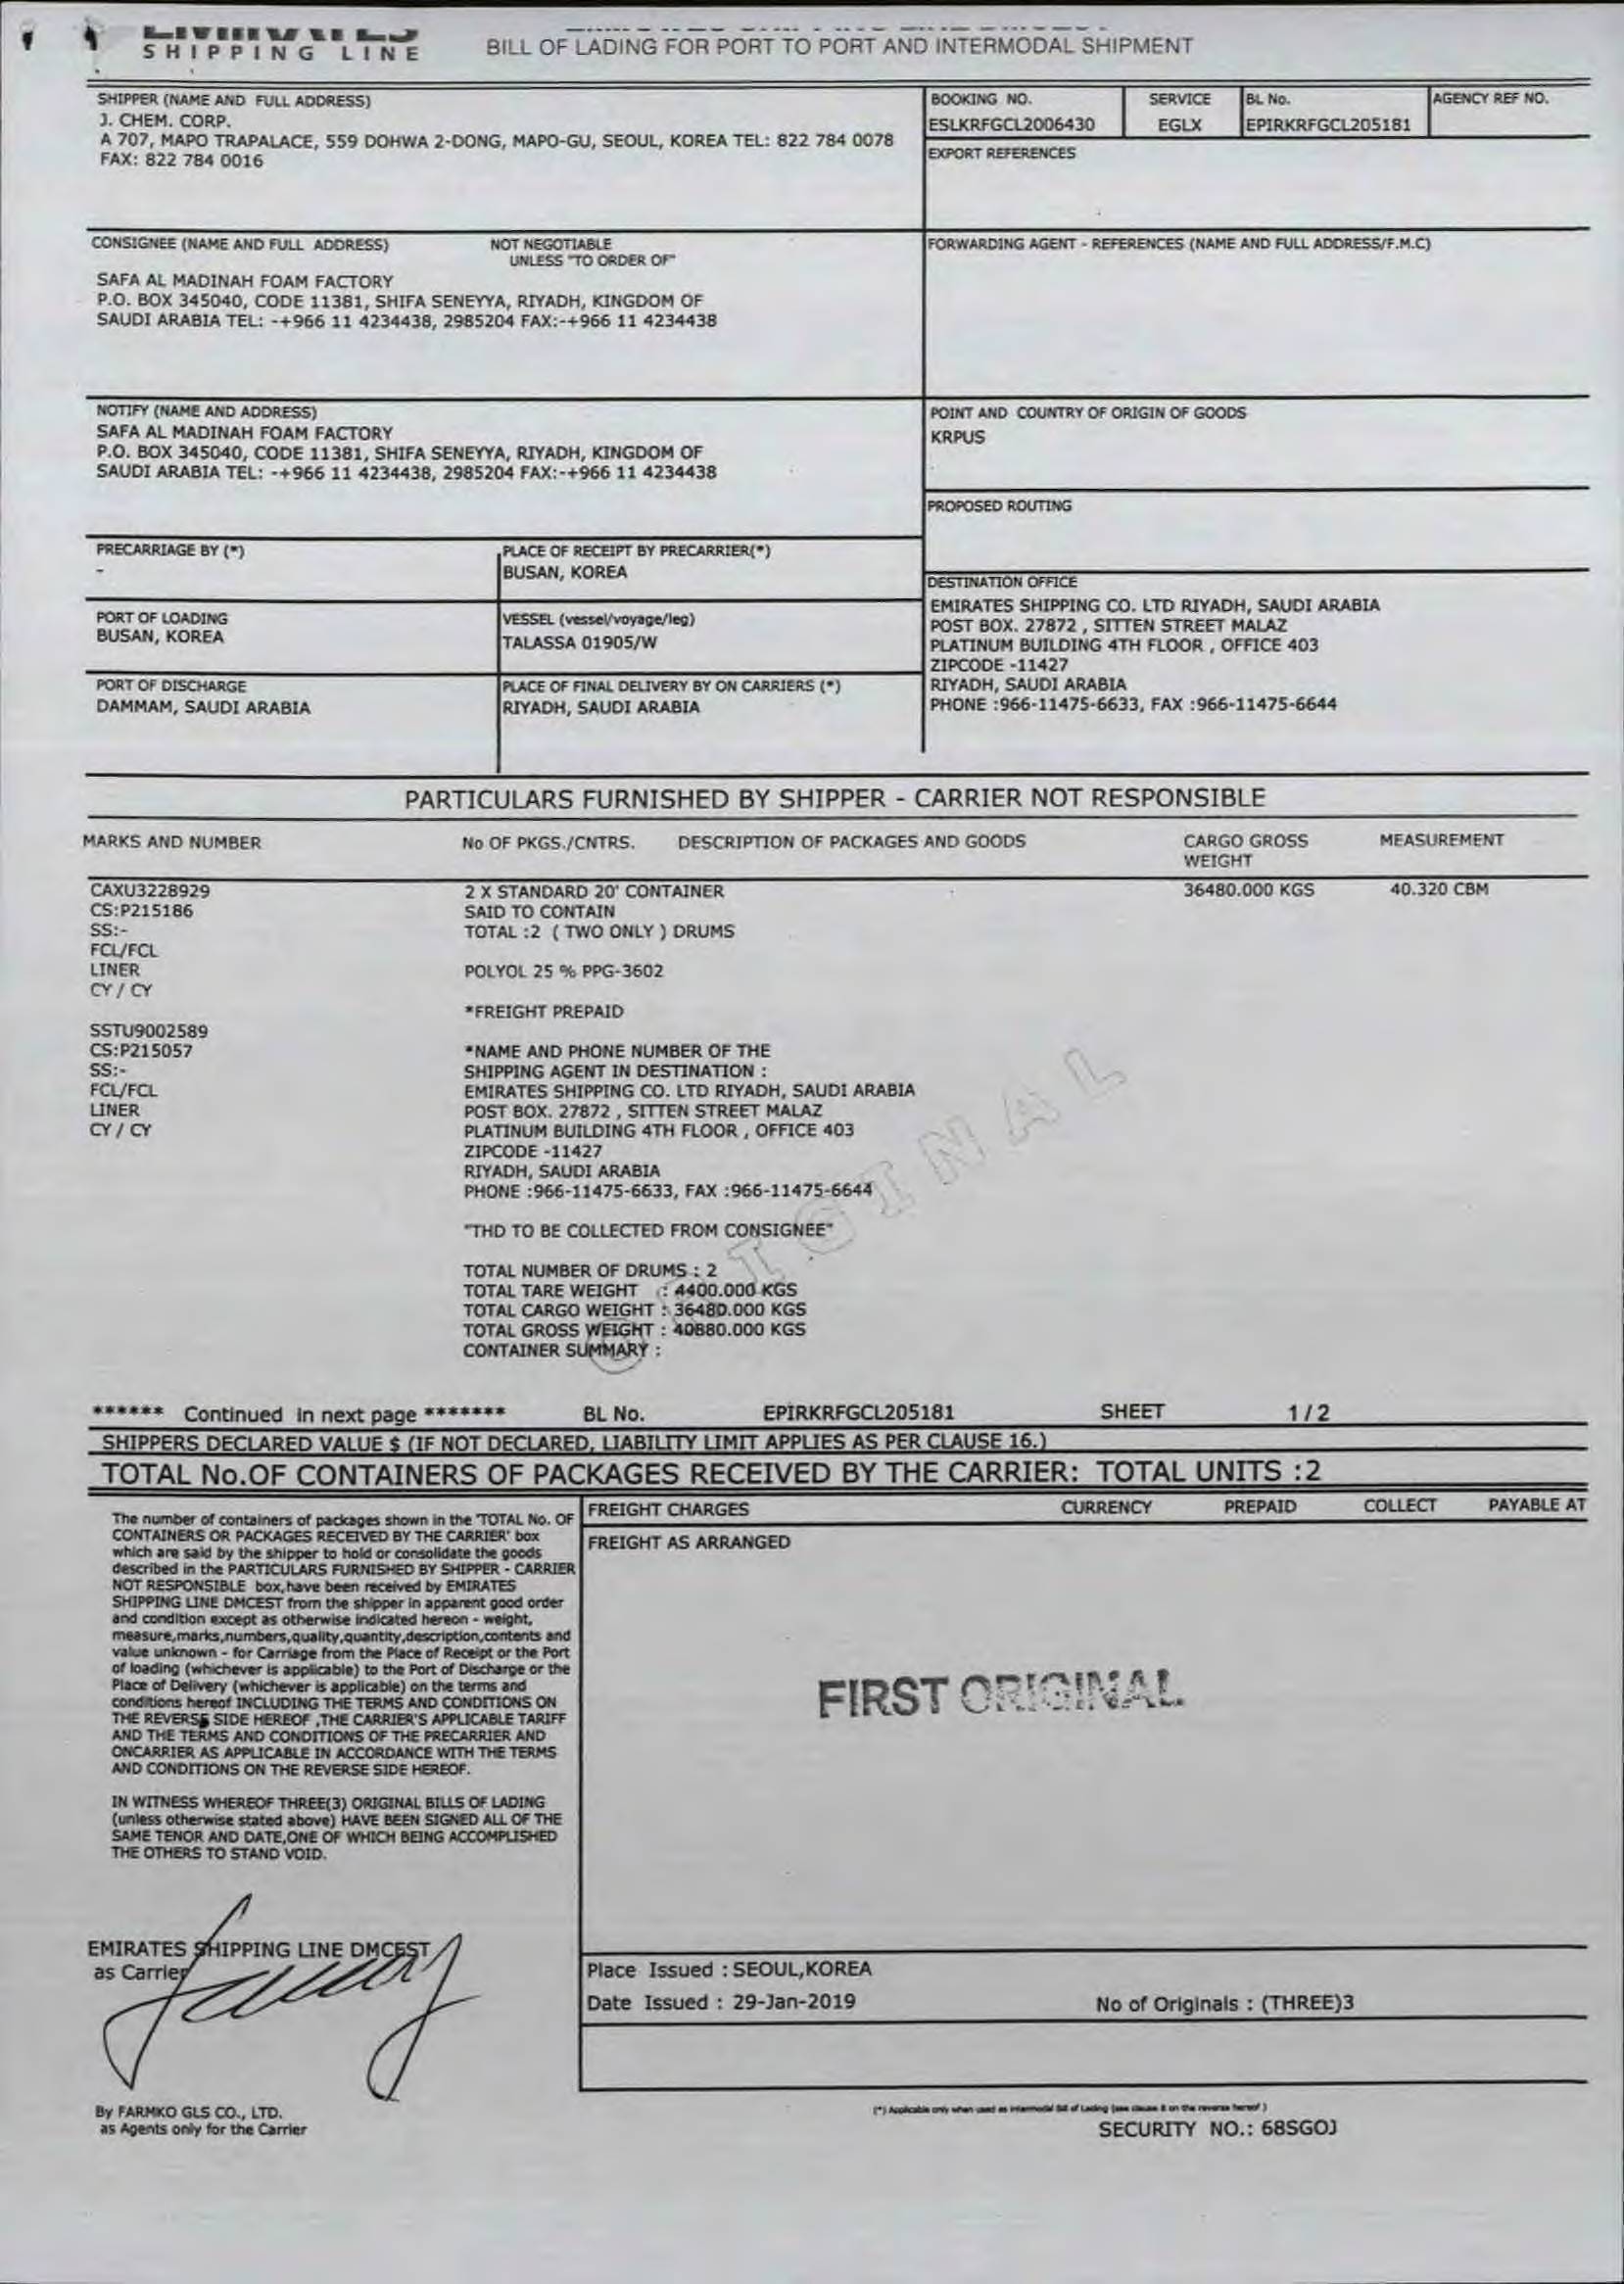 SHIPPING LINE
BILL OF LADING FOR PORT TO PORT AND INTERMODAL SHIPMENT
SHIPPER (NAME AND FULL ADDRESS)
J. CHEM. CORP.
A 707, MAPO TRAPALACE, 559 DOHWA 2-DONG, MAPO-GU, SEOUL, KOREA TEL: 822 784 0078
FAX: 822 784 0016
BOOKING NO.
ESLKRFGCL2006430
SERVICE
EGLX
BL No.
EPIRKRFGCL205181
AGENCY REF NO.
EXPORT REFERENCES
CONSIGNEE (NAME AND FULL ADDRESS) NOT NEGOTIABLE
UNLESS "TO ORDER OF"
SAFA AL MADINAH FOAM FACTORY
P.O. BOX 345040, CODE 11381, SHIFA SENEYYA, RIYADH, KINGDOM OF
SAUDI ARABIA TEL: -+966 11 4234438, 2985204 FAX:-+966 11 4234438
FORWARDING AGENT - REFERENCES (NAME AND FULL ADDRESS/F.M.C)
NOTIFY (NAME AND ADDRESS)
SAFA AL MADINAH FOAM FACTORY
P.O. BOX 345040, CODE 11381, SHIFA SENEYYA, RIYADH, KINGDOM OF
SAUDI ARABIA TEL: -+966 11 4234438, 2985204 FAX:-+966 11 4234438
POINT AND COUNTRY OF ORIGIN OF GOODS
KRPUS
PROPOSED ROUTING
PRECARRIAGE BY (*)
-
PLACE OF RECEIPT BY PRECARRIER(*)
BUSAN, KOREA
PORT OF LOADING
BUSAN, KOREA
VESSEL (vessel/voyage/leg)
TALASSA 01905/W
PORT OF DISCHARGE
DAMMAM, SAUDI ARABIA
PLACE OF FINAL DELIVERY BY ON CARRIERS (*)
RIYADH, SAUDI ARABIA
DESTINATION OFFICE
EMIRATES SHIPPING CO. LTD RIYADH, SAUDI ARABIA
POST BOX. 27872 , SITTEN STREET MALAZ
PLATINUM BUILDING 4TH FLOOR , OFFICE 403
ZIPCODE -11427
RIYADH, SAUDI ARABIA
PHONE :966-11475-6633, FAX :966-11475-6644
PARTICULARS FURNISHED BY SHIPPER - CARRIER NOT RESPONSIBLE
MARKS AND NUMBER No OF PKGS./CNTRS. DESCRIPTION OF PACKAGES AND GOODS CARGO GROSS WEIGHT MEASUREMENT
CAXU3228929
CS:P215186
SS:-
FCL/FCL
LINER
CY / CY
SSTU9002589
CS:P215057
SS:-
FCL/FCL
LINER
CY / CY
2 X STANDARD 20' CONTAINER 36480.000 KGS 40.320 CBM
SAID TO CONTAIN
TOTAL :2 ( TWO ONLY ) DRUMS
POLYOL 25 % PPG-3602
*FREIGHT PREPAID
*NAME AND PHONE NUMBER OF THE
SHIPPING AGENT IN DESTINATION :
EMIRATES SHIPPING CO. LTD RIYADH, SAUDI ARABIA
POST BOX. 27872 , SITTEN STREET MALAZ
PLATINUM BUILDING 4TH FLOOR , OFFICE 403
ZIPCODE -11427
RIYADH, SAUDI ARABIA
PHONE :966-11475-6633, FAX :966-11475-6644
"THD TO BE COLLECTED FROM CONSIGNEE"
TOTAL NUMBER OF DRUMS : 2
TOTAL TARE WEIGHT : 4400.000 KGS
TOTAL CARGO WEIGHT : 36480.000 KGS
TOTAL GROSS WEIGHT : 40880.000 KGS
CONTAINER SUMMARY :
ORIGINAL
****** Continued in next page ******* BL No. EPIRKRFGCL205181 SHEET 1 / 2
SHIPPERS DECLARED VALUE $ (IF NOT DECLARED, LIABILITY LIMIT APPLIES AS PER CLAUSE 16.)
TOTAL No.OF CONTAINERS OF PACKAGES RECEIVED BY THE CARRIER: TOTAL UNITS :2
The number of containers of packages shown in the 'TOTAL No. OF
CONTAINERS OR PACKAGES RECEIVED BY THE CARRIER' box
which are said by the shipper to hold or consolidate the goods
described in the PARTICULARS FURNISHED BY SHIPPER - CARRIER
NOT RESPONSIBLE box,have been received by EMIRATES
SHIPPING LINE DMCEST from the shipper in apparent good order
and condition except as otherwise indicated hereon - weight,
measure,marks,numbers,quality,quantity,description,contents and
value unknown - for Carriage from the Place of Receipt or the Port
of loading (whichever is applicable) to the Port of Discharge or the
Place of Delivery (whichever is applicable) on the terms and
conditions hereof INCLUDING THE TERMS AND CONDITIONS ON
THE REVERSE SIDE HEREOF ,THE CARRIER'S APPLICABLE TARIFF
AND THE TERMS AND CONDITIONS OF THE PRECARRIER AND
ONCARRIER AS APPLICABLE IN ACCORDANCE WITH THE TERMS
AND CONDITIONS ON THE REVERSE SIDE HEREOF.
IN WITNESS WHEREOF THREE(3) ORIGINAL BILLS OF LADING
(unless otherwise stated above) HAVE BEEN SIGNED ALL OF THE
SAME TENOR AND DATE,ONE OF WHICH BEING ACCOMPLISHED
THE OTHERS TO STAND VOID.
FREIGHT CHARGES CURRENCY PREPAID COLLECT PAYABLE AT
FREIGHT AS ARRANGED
FIRST ORIGINAL
EMIRATES SHIPPING LINE DMCEST
as Carrier
Place Issued : SEOUL,KOREA
Date Issued : 29-Jan-2019 No of Originals : (THREE)3
By FARMKO GLS CO., LTD.
as Agents only for the Carrier
(*) Applicable only when used as intermodal Bill of Lading (see clause 8 on the reverse hereof )
SECURITY NO.: 68SGOJ